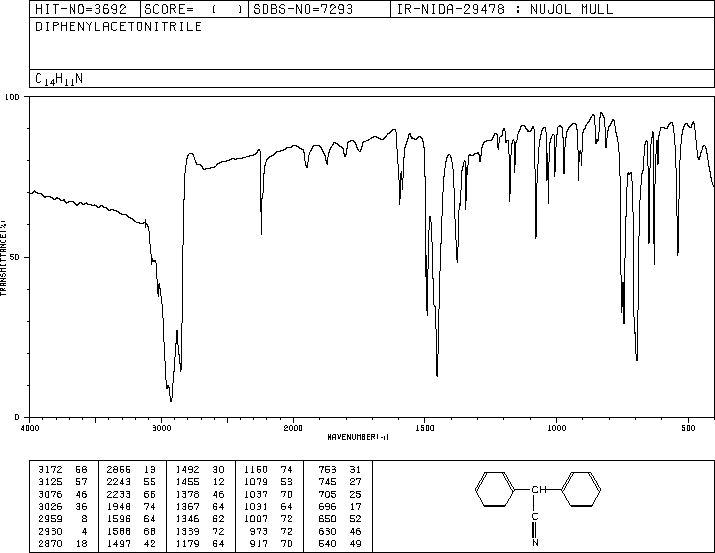 HIT-NO=3692 SCORE= ( ) SDBS-NO=7293 IR-NIDA-29478 : NUJOL MULL
DIPHENYLACETONITRILE
C14H11N
100
TRANSMITTANCE(%)
50
0
4000 3000 2000 1500 1000 500
WAVENUMBER(-1)
3172 2243 55 1492 30 1160 74 753 31
3125 57 1455 12 1079 53 745 27
3076 46 2233 66 1378 46 1037 70 705 25
3026 36 1948 74 1367 64 1031 64 696 17
2959 8 1596 64 1346 62 1007 72 650 52
2930 4 1588 68 1339 72 973 72 630 46
2870 18 1497 42 1179 64 917 70 540 49
CH
C
N